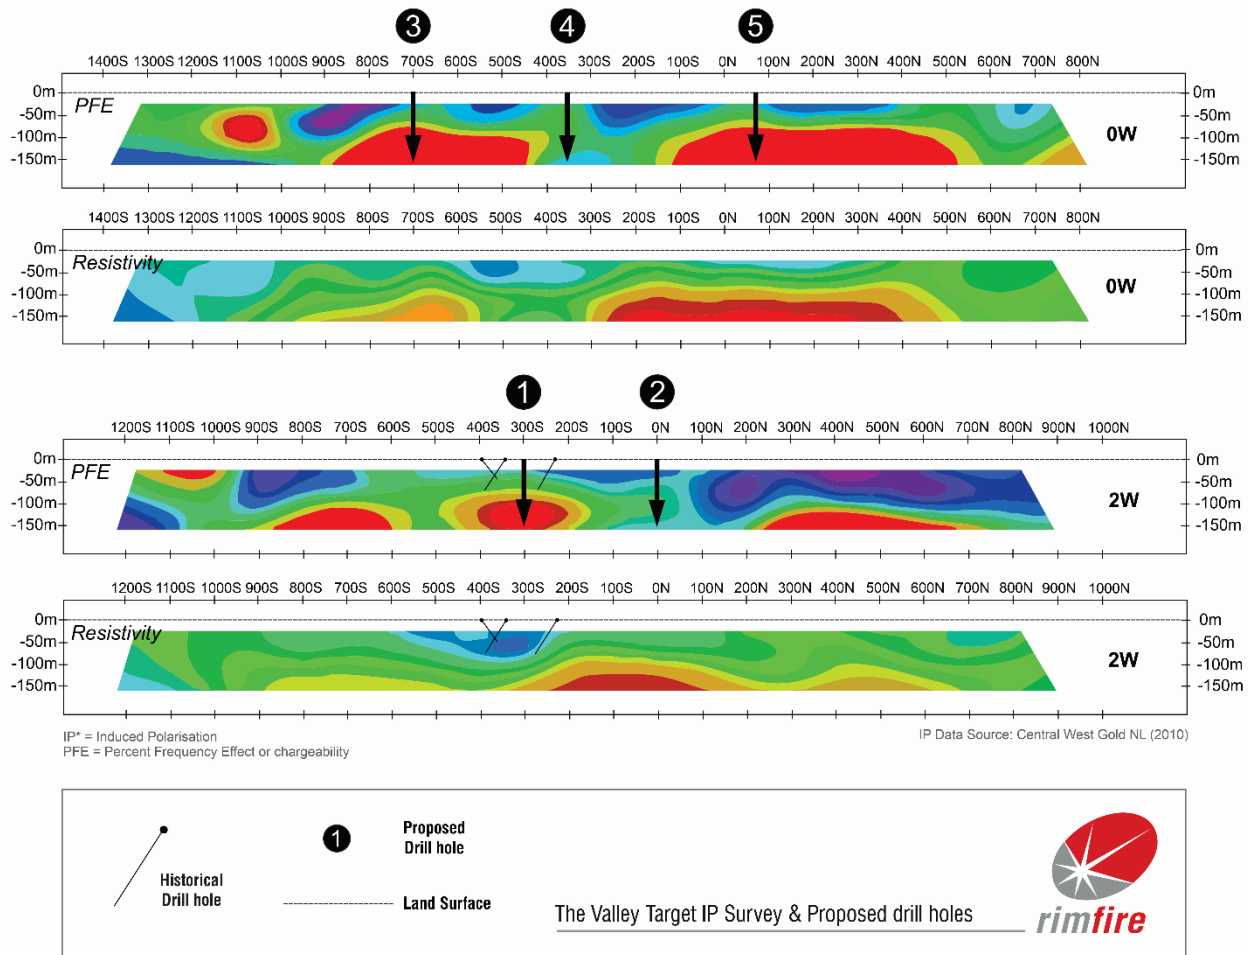 3 4 5
1400S 1300S 1100S 1100S 1000S 900S 800S 700S 600S 500S 400S 300S 200S 100S 0N 100N 200N 300N 400N 500N 600N 700N 800N
PFE
0m 0m
-50m -50m
-100m -100m
-150m -150m
0W
1400S 1300S 1200S 1100S 1000S 900S 800S 700S 600S 500S 400S 300S 200S 100S 0N 100N 200N 300N 400N 500N 600N 700N 800N
0m 0m
Resistivity
-50m -50m
-100m -100m
-150m -150m
0W
1 2
1200S 1100S 1000S 900S 800S 700S 600S 500S 400S 300S 200S 100S 0N 100N 200N 300N 400N 500N 600N 700N 800N 900N 1000N
0m 0m
PFE
-50m -50m
-100m -100m
-150m -150m
2W
1200S 1100S 1000S 900S 800S 700S 600S 500S 400S 300S 200S 100S 0N 100N 200N 300N 400N 500N 600N 700N 800N 900N 1000N
0m 0m
Resistivity
-50m -50m
-100m -100m
-150m -150m
2W
IP* = Induced Polarisation
PFE = Percent Frequency Effect or chargeability
IP Data Source: Central West Gold NL (2010)
Historical
Drill hole
1
Proposed
Drill hole
Land Surface
The Valley Target IP Survey & Proposed drill holes
rimfire